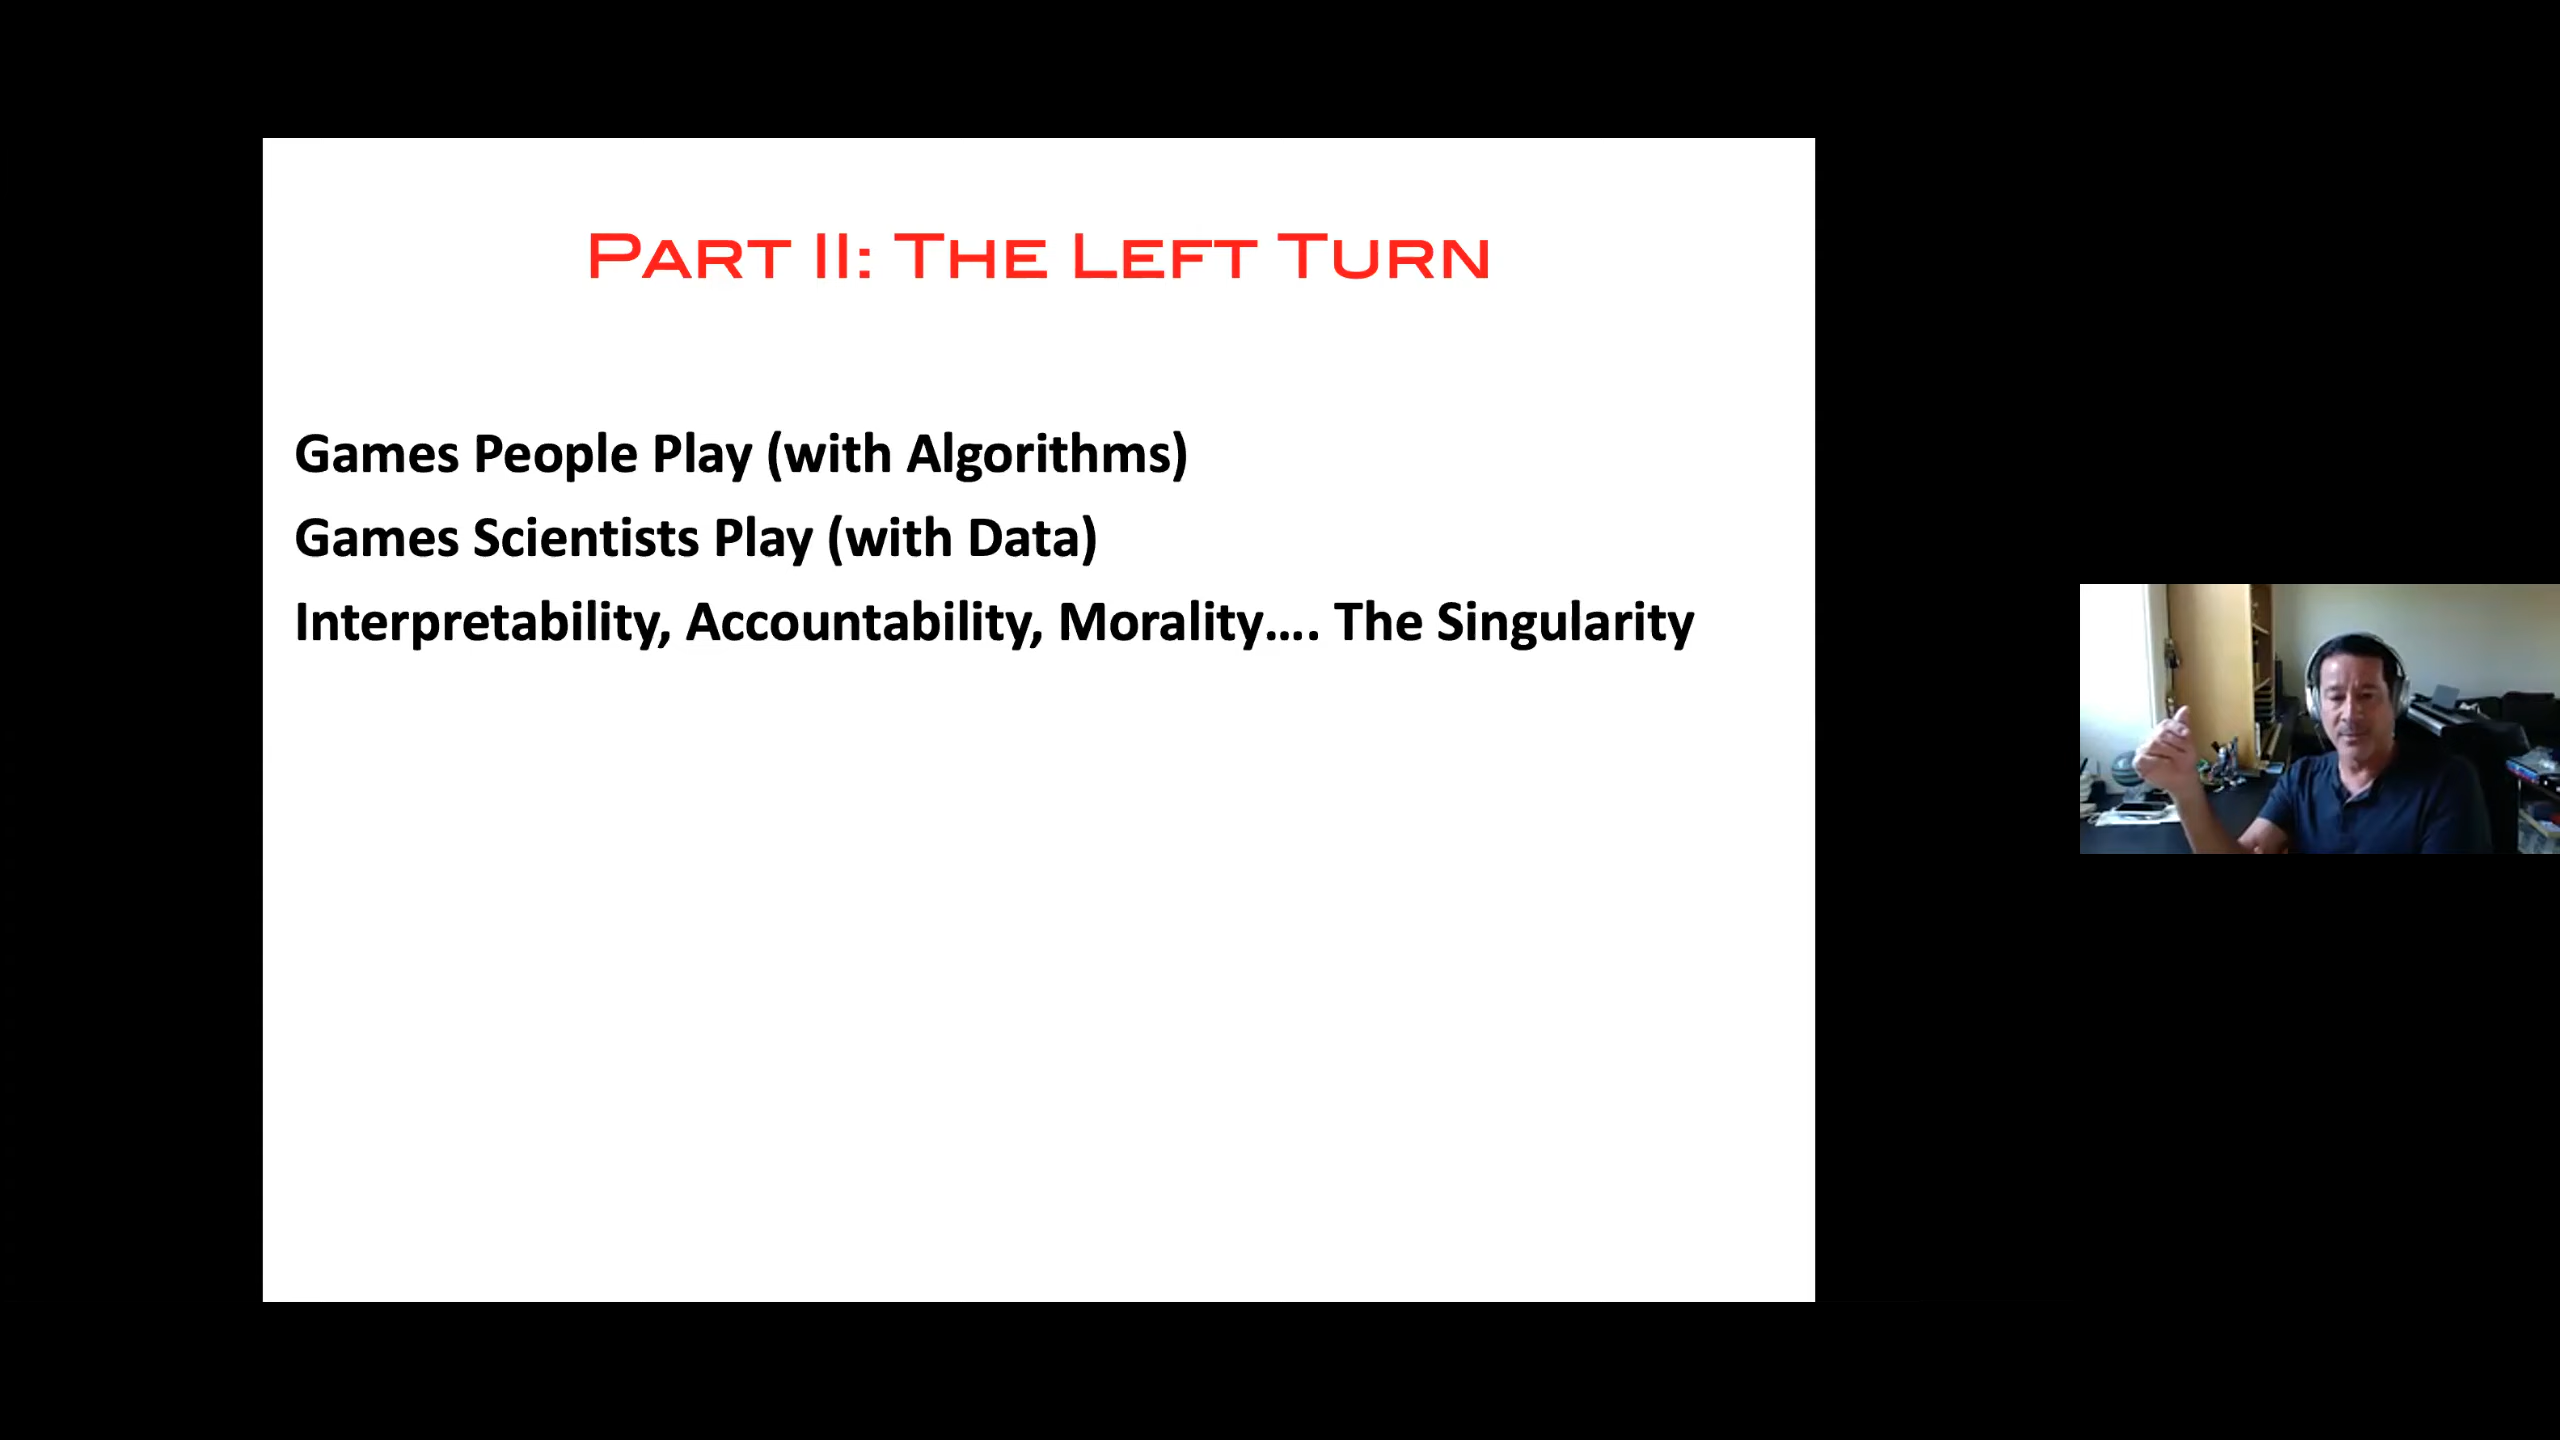 Part II: The Left Turn
Games People Play (with Algorithms)
Games Scientists Play (with Data)
Interpretability, Accountability, Morality.... The Singularity